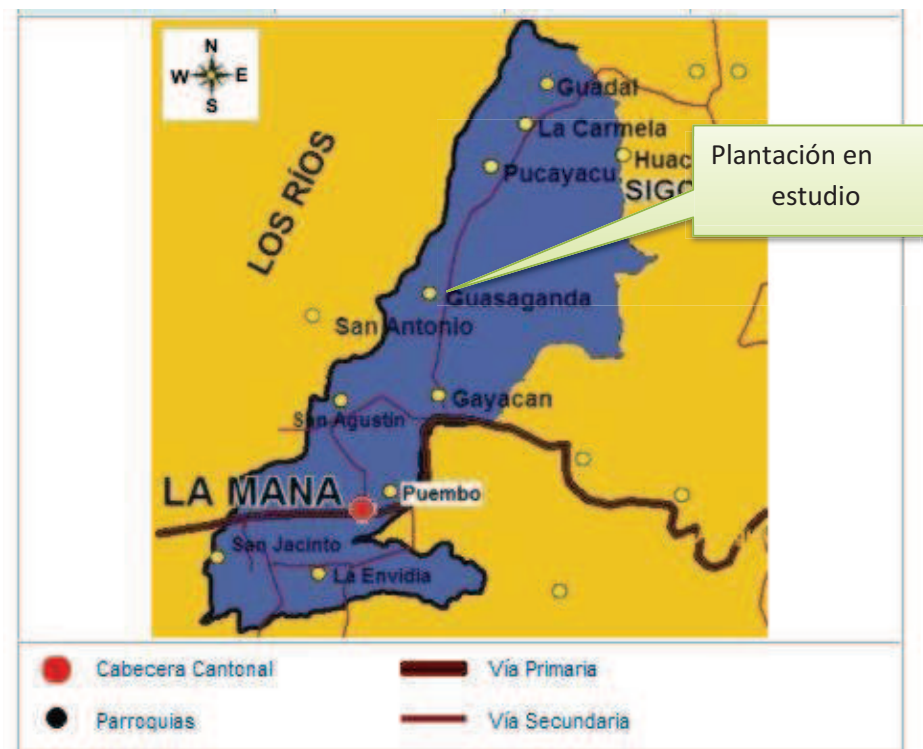 N
W E
S
Guadal
La Carmela
Huac
Pucayacu
SIGC
Plantación en
estudio
LOS RÍOS
Guasaganda
San Antonio
Gayacan
San Agustín
LA MANA
Puembo
San Jacinto
La Envidia
Cabecera Cantonal
Vía Primaria
Parroquias
Vía Secundaria